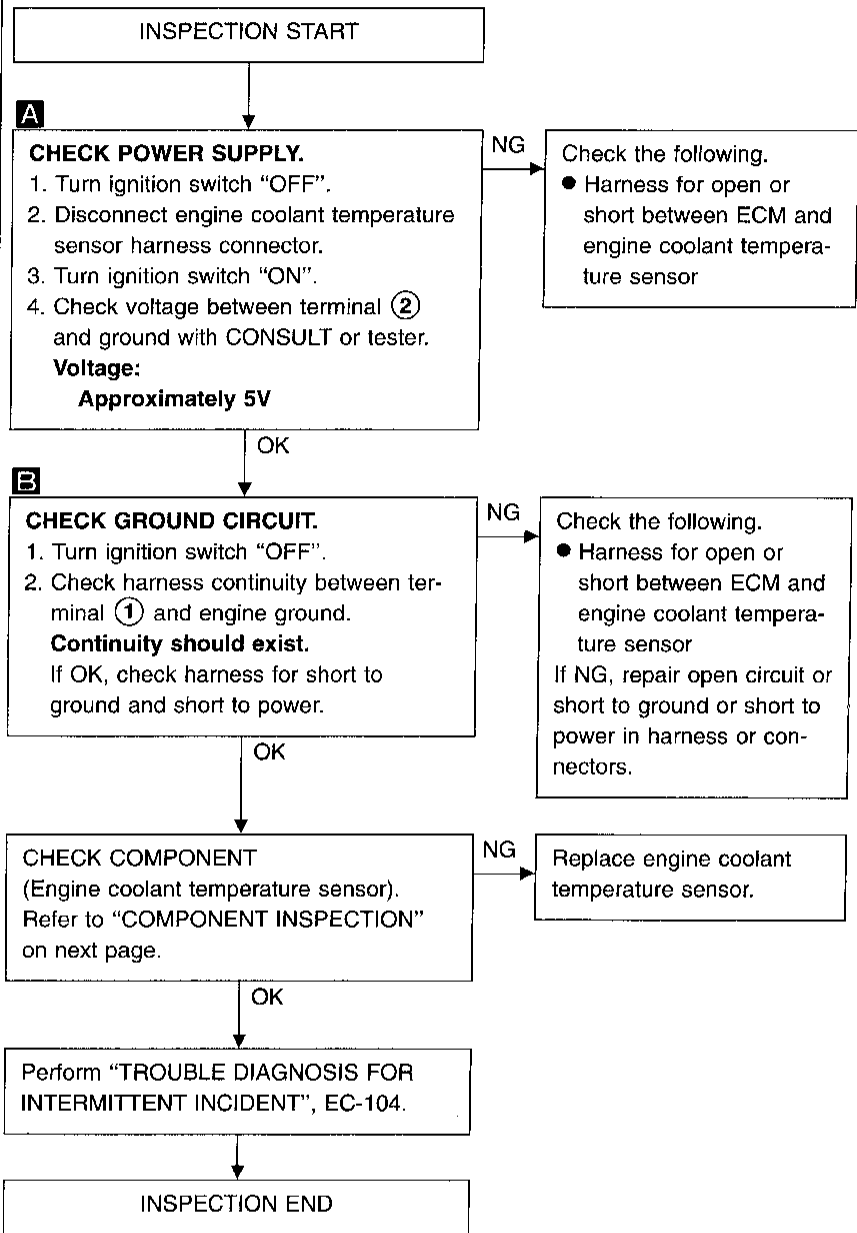 INSPECTION START
A
CHECK POWER SUPPLY.
1. Turn ignition switch “OFF”.
2. Disconnect engine coolant temperature
sensor harness connector.
3. Turn ignition switch “ON”.
4. Check voltage between terminal ②
and ground with CONSULT or tester.
Voltage:
Approximately 5V
NG
Check the following.
● Harness for open or
short between ECM and
engine coolant tempera-
ture sensor
OK
B
CHECK GROUND CIRCUIT.
1. Turn ignition switch “OFF”.
2. Check harness continuity between ter-
minal ① and engine ground.
Continuity should exist.
If OK, check harness for short to
ground and short to power.
NG
Check the following.
● Harness for open or
short between ECM and
engine coolant tempera-
ture sensor
If NG, repair open circuit or
short to ground or short to
power in harness or con-
nectors.
OK
CHECK COMPONENT
(Engine coolant temperature sensor).
Refer to “COMPONENT INSPECTION”
on next page.
NG
Replace engine coolant
temperature sensor.
OK
Perform “TROUBLE DIAGNOSIS FOR
INTERMITTENT INCIDENT”, EC-104.
INSPECTION END